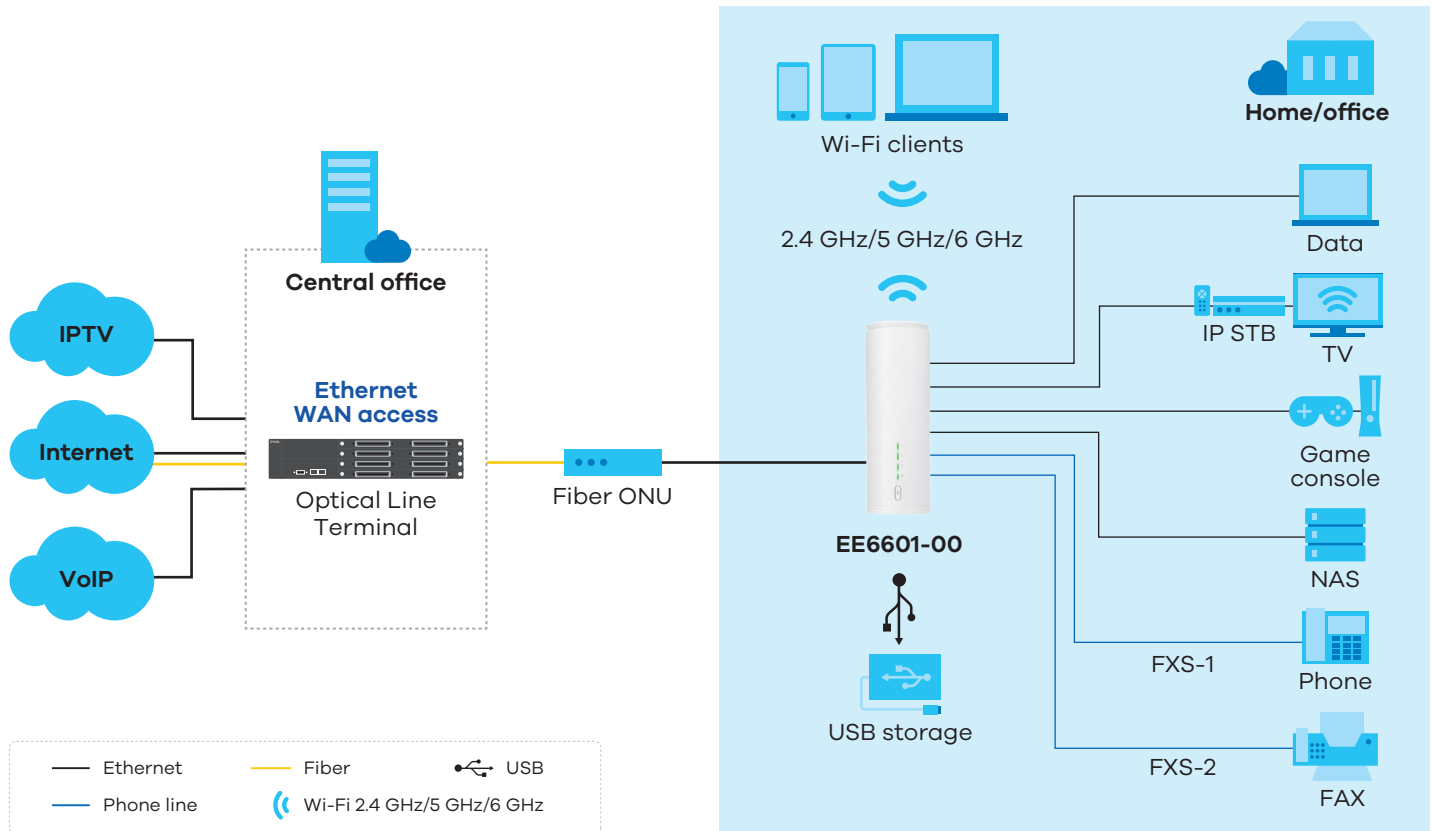 Wi-Fi clients
Home/office
2.4 GHz/5 GHz/6 GHz
Data
Central office
IP STB
TV
IPTV
Ethernet
WAN access
Internet
Optical Line
Terminal
Fiber ONU
Game
console
EE6601-00
NAS
VoIP
FXS-1
Phone
USB storage
FXS-2
FAX
Ethernet
Fiber
USB
Phone line
Wi-Fi 2.4 GHz/5 GHz/6 GHz